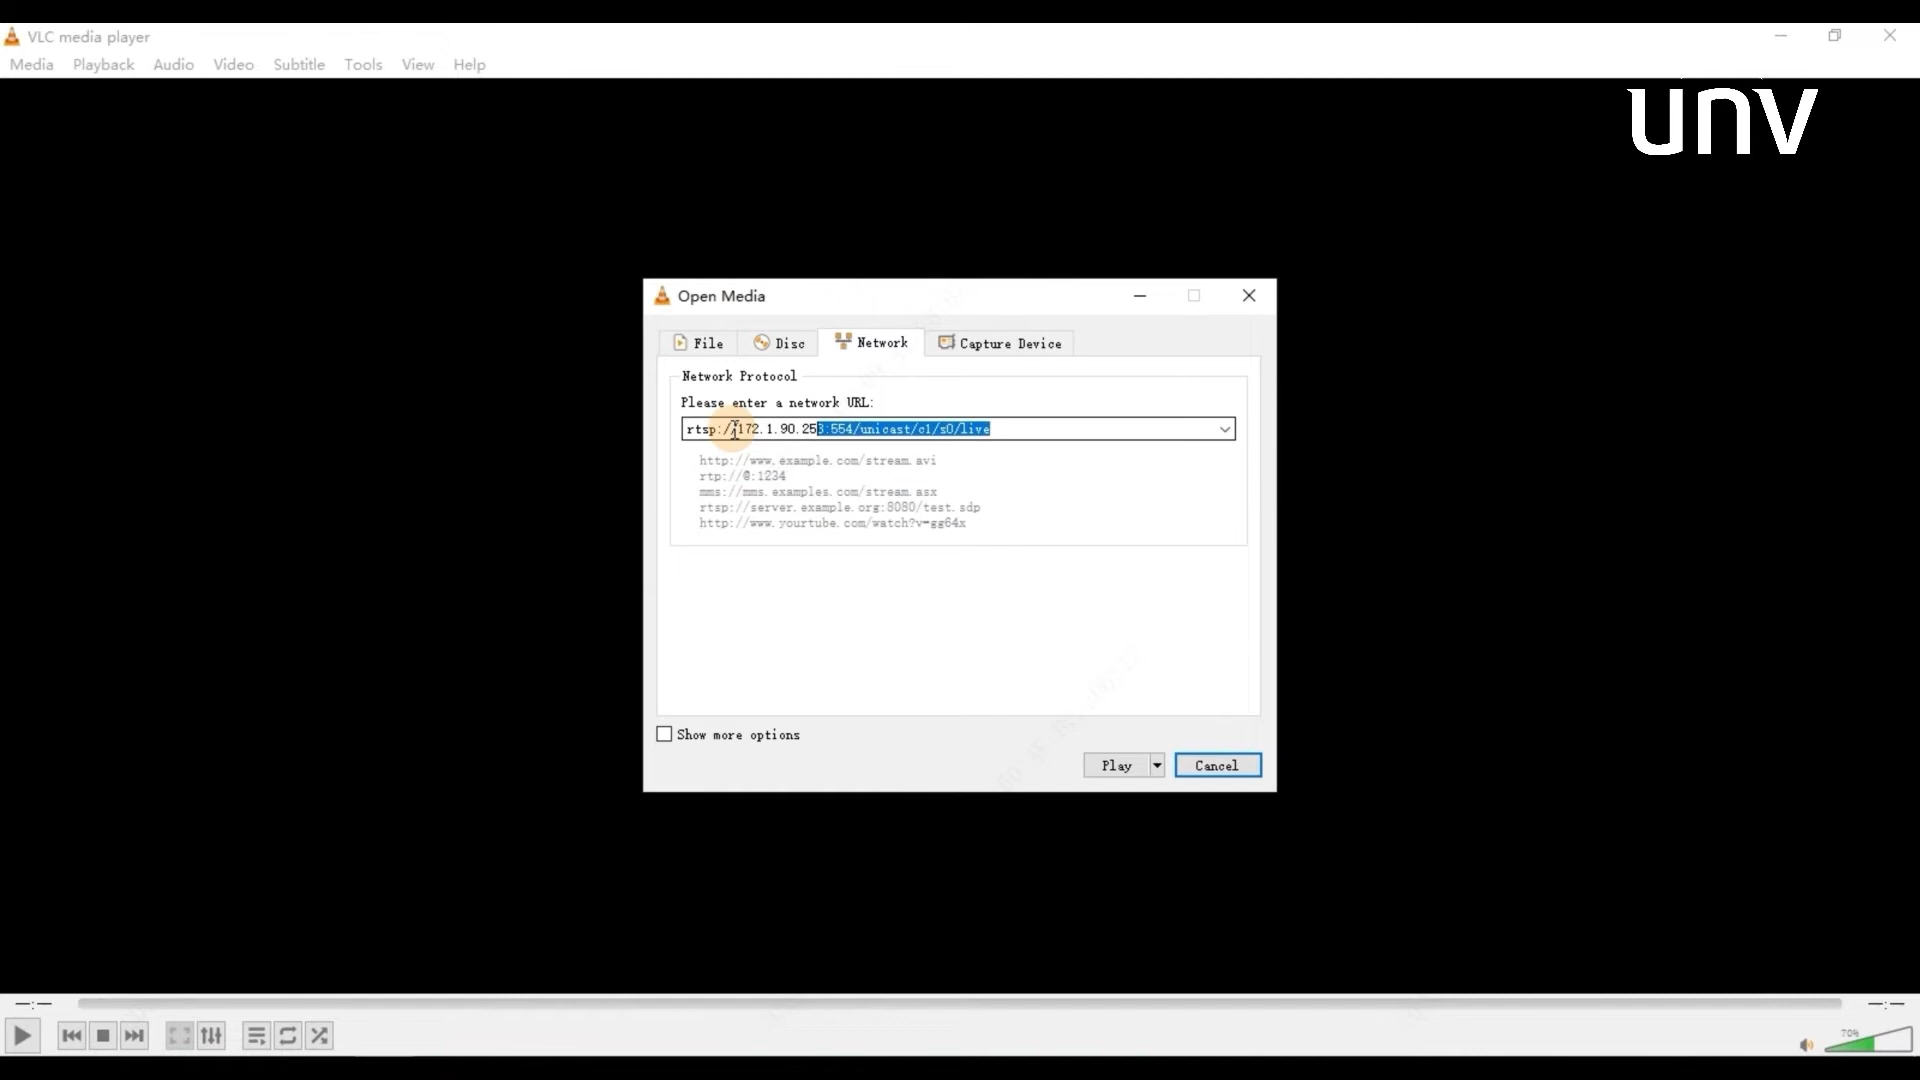 VLC media player
Media Playback Audio Video Subtitle Tools View Help
unv
Open Media
File Disc Network Capture Device
Network Protocol
Please enter a network URL:
rtsp://172.1.90.253:554/unicast/c1/s0/live
http://www.example.com/stream.avi
rtp://@:1234
mms://mms.examples.com/stream.asx
rtsp://server.example.org:8080/test.sdp
http://www.yourtube.com/watch?v=gg64x
Show more options
Play Cancel
--:-- --:--
70%